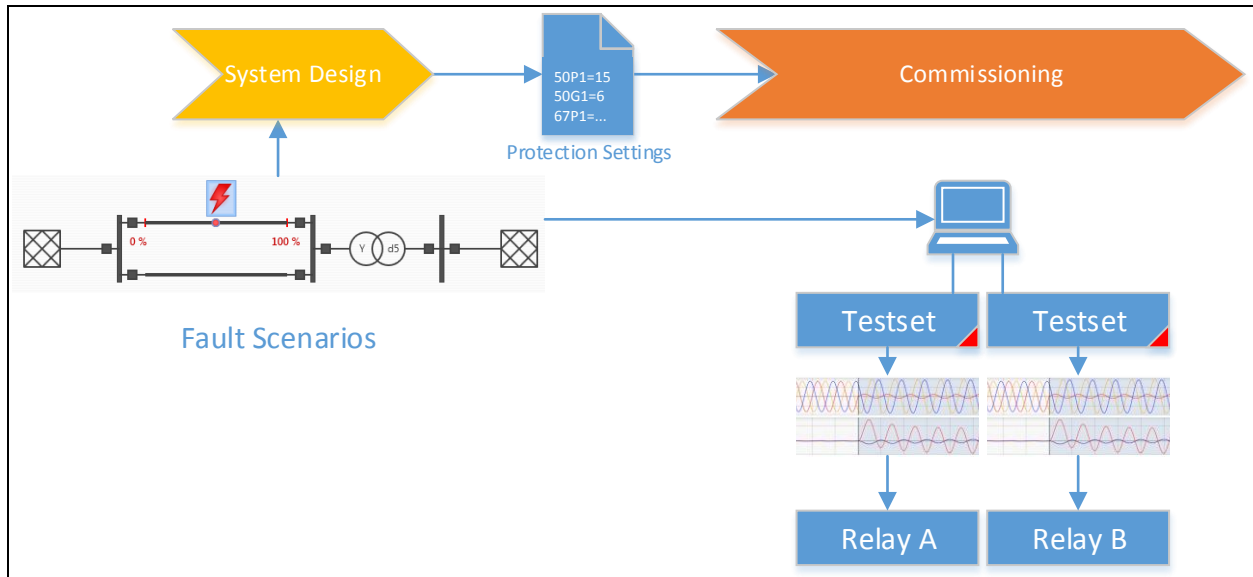 System Design
50P1=15
50G1=6
67P1=...
Commissioning
Protection Settings
0 %
100 %
Y
d5
Fault Scenarios
Testset
Testset
Relay A
Relay B